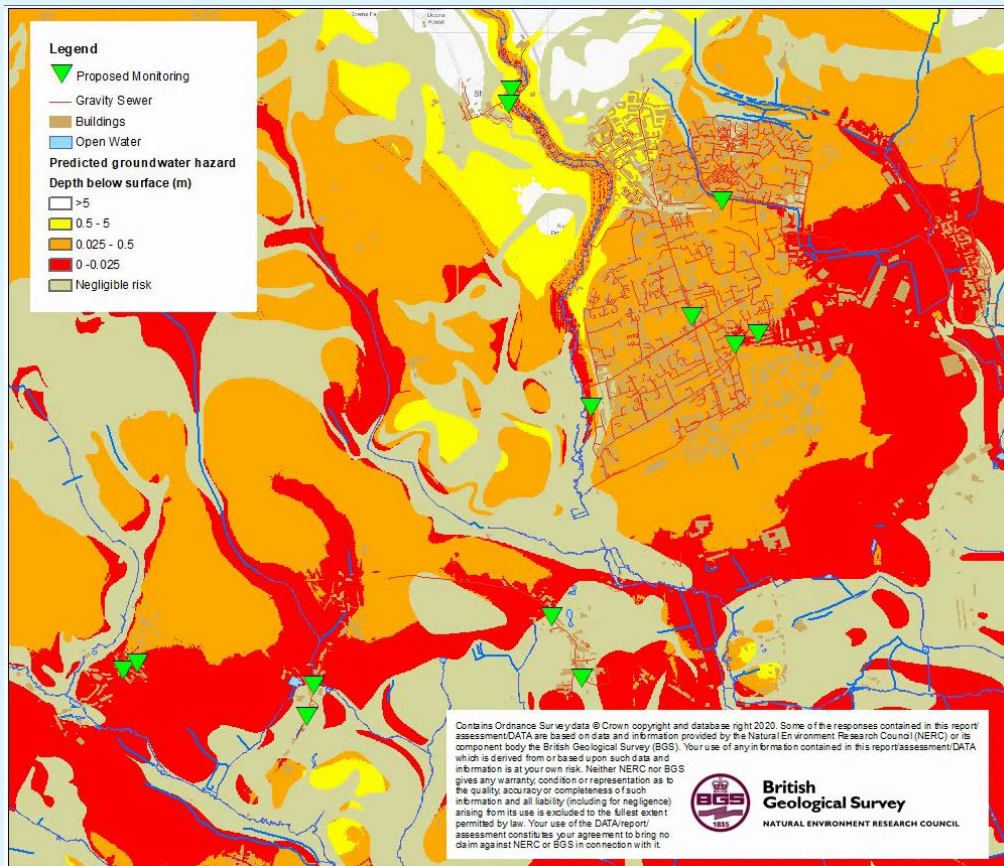 Towns Fa
Downs
House
Legend
Proposed Monitoring
Gravity Sewer
Buildings
Open Water
Predicted groundwater hazard
Depth below surface (m)
>5
0.5 - 5
0.025 - 0.5
0 -0.025
Negligible risk
Contains Ordnance Survey data © Crown copyright and database right 2020. Some of the responses contained in this report/
assessment/DATA are based on data and information provided by the Natural Environment Research Council (NERC) or its
component body the British Geological Survey (BGS). Your use of any information contained in this report/assessment/DATA
which is derived from or based upon such data and
information is at your own risk. Neither NERC nor BGS
gives any warranty, condition or representation as to
the quality, accuracy or completeness of such
information and all liability (including for negligence)
arising from its use is excluded to the fullest extent
permitted by law. Your use of the DATA/report/
assessment constitutes your agreement to bring no
claim against NERC or BGS in connection with it.
BGS
1835
British
Geological Survey
NATURAL ENVIRONMENT RESEARCH COUNCIL